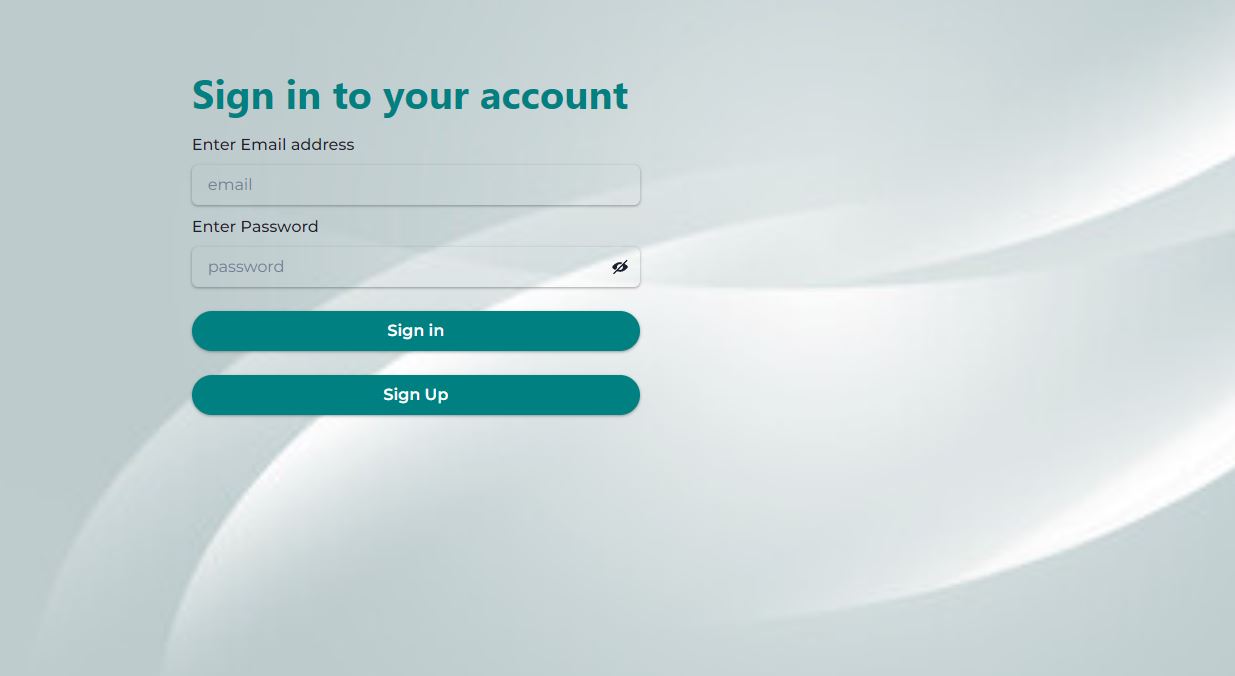 Sign in to your account
Enter Email address
email
Enter Password
password
Sign in
Sign Up